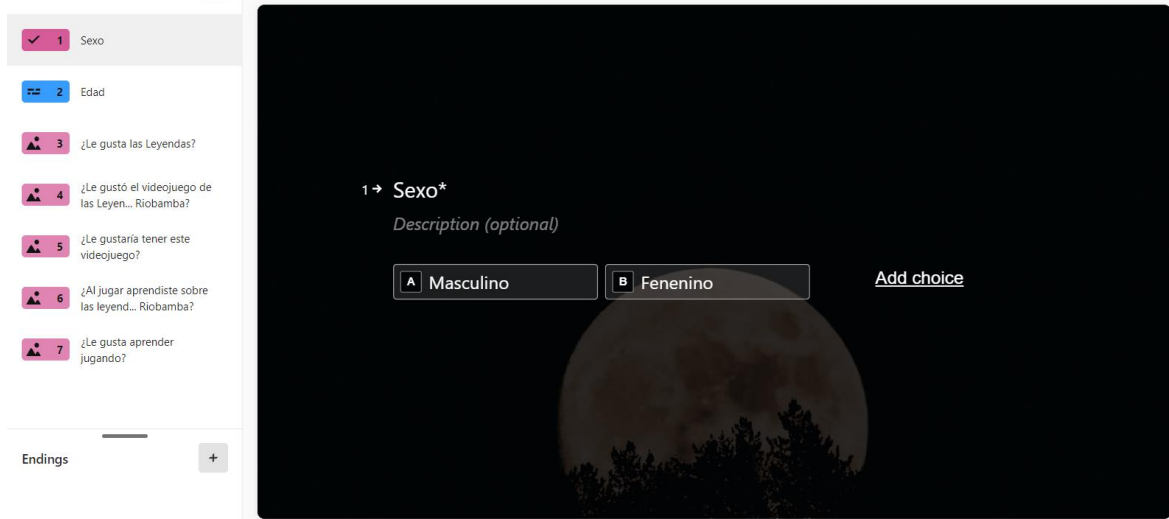 1 Sexo
2 Edad
3 ¿Le gusta las Leyendas?
4 ¿Le gustó el videojuego de
las Leyen... Riobamba?
5 ¿Le gustaría tener este
videojuego?
6 ¿Al jugar aprendiste sobre
las leyend... Riobamba?
7 ¿Le gusta aprender
jugando?
Endings +
1 → Sexo*
Description (optional)
A Masculino B Fenenino Add choice